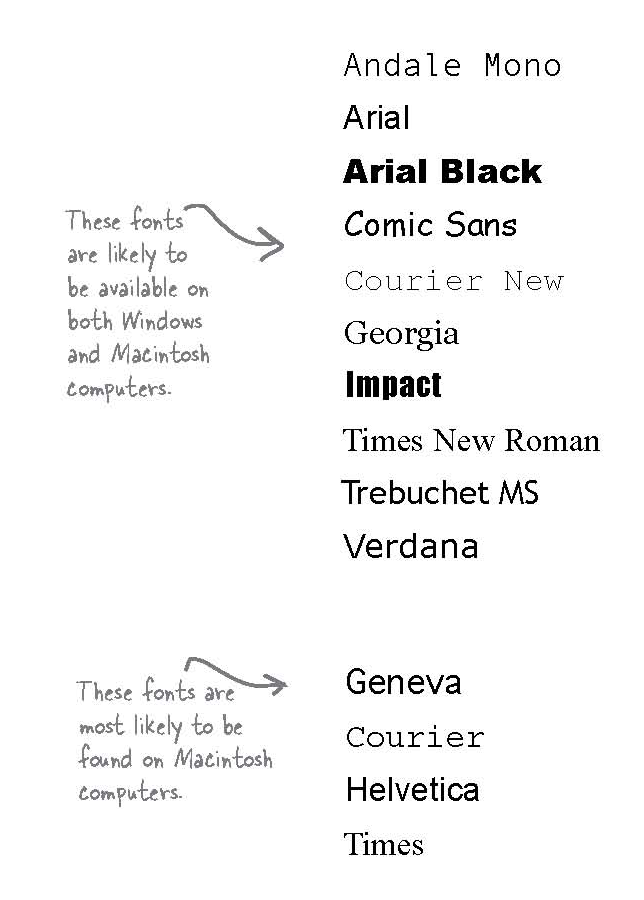 Andale Mono
Arial
Arial Black
These fonts
are likely to
be available on
both Windows
and Macintosh
computers.
Comic Sans
Courier New
Georgia
Impact
Times New Roman
Trebuchet MS
Verdana
These fonts are
most likely to be
found on Macintosh
computers.
Geneva
Courier
Helvetica
Times